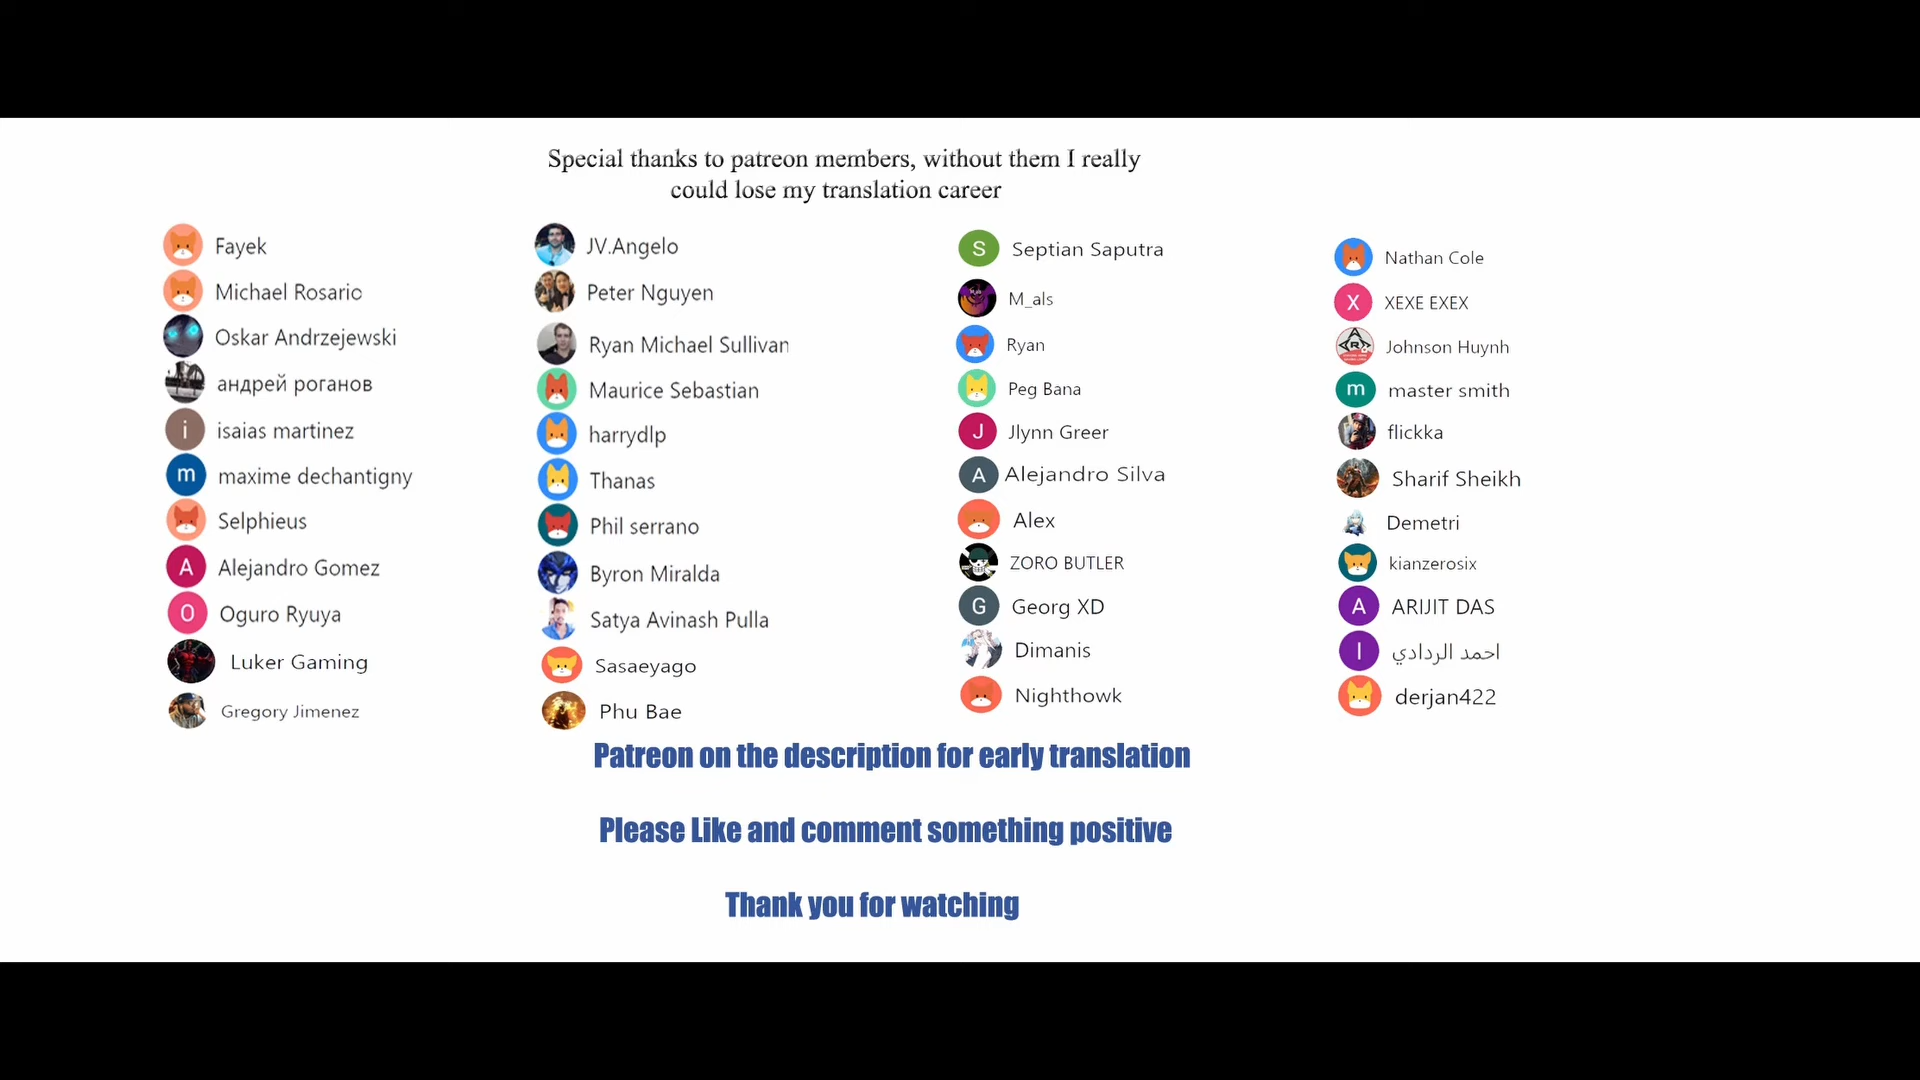 Special thanks to patreon members, without them I really
could lose my translation career
Fayek
Michael Rosario
Oskar Andrzejewski
андрей роганов
i isaias martinez
m maxime dechantigny
Selphieus
A Alejandro Gomez
O Oguro Ryuya
Luker Gaming
Gregory Jimenez
JV.Angelo
Peter Nguyen
Ryan Michael Sullivan
Maurice Sebastian
harrydlp
Thanas
Phil serrano
Byron Miralda
Satya Avinash Pulla
Sasaeyago
Phu Bae
S Septian Saputra
M_als
Ryan
Peg Bana
J Jlynn Greer
A Alejandro Silva
Alex
ZORO BUTLER
G Georg XD
Dimanis
Nighthowk
Nathan Cole
X XEXE EXEX
Johnson Huynh
m master smith
flickka
Sharif Sheikh
Demetri
kianzerosix
A ARIJIT DAS
I احمد الردادي
derjan422
Patreon on the description for early translation
Please Like and comment something positive
Thank you for watching